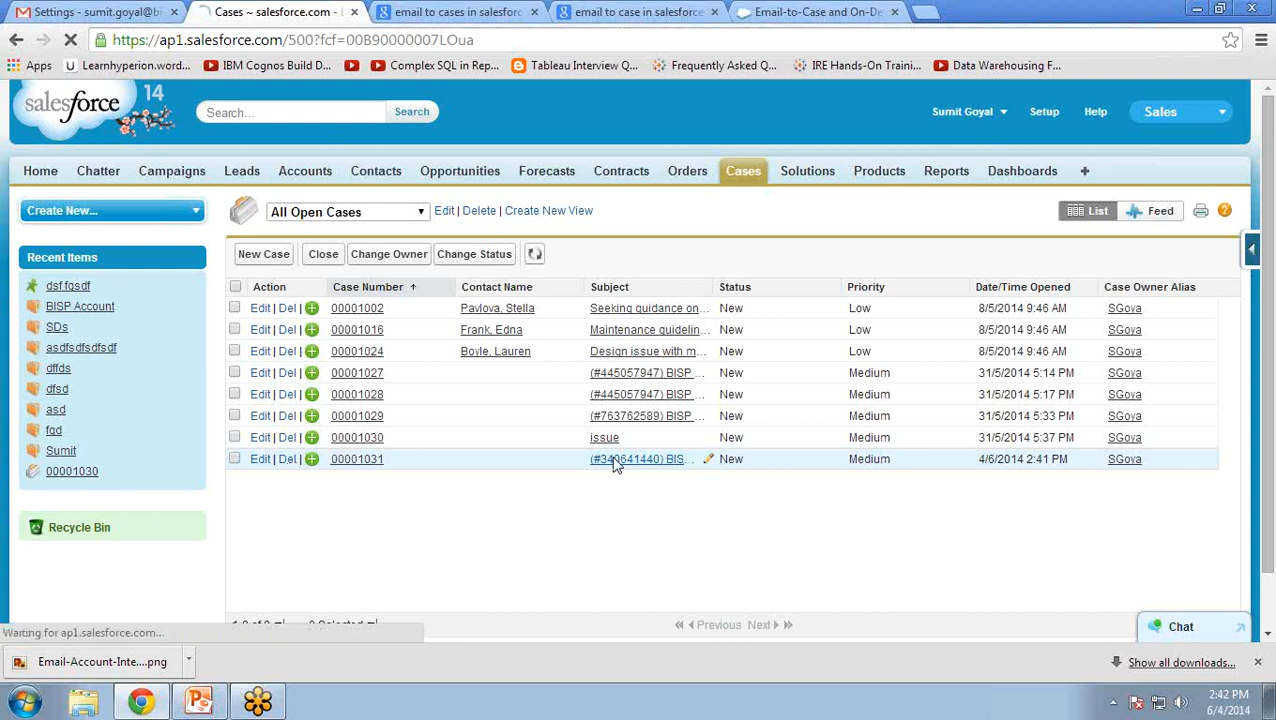 Settings - sumit.goyal@bi
Cases ~ salesforce.com -
email to cases in salesfor
email to case in salesforc
Email-to-Case and On-De
https://ap1.salesforce.com/500?fcf=00B90000007LOua
Apps
Learnhyperion.word...
IBM Cognos Build D...
Complex SQL in Rep...
Tableau Interview Q...
Frequently Asked Q...
IRE Hands-On Traini...
Data Warehousing F...
salesforce 14
Search...
Search
Sumit Goyal
Setup
Help
Sales
Home
Chatter
Campaigns
Leads
Accounts
Contacts
Opportunities
Forecasts
Contracts
Orders
Cases
Solutions
Products
Reports
Dashboards
Create New...
All Open Cases
Edit | Delete | Create New View
List
Feed
Recent Items
dsf fgsdf
BISP Account
SDs
asdfsdfsdfsdf
dffds
dfsd
asd
fgd
Sumit
00001030
Recycle Bin
New Case
Close
Change Owner
Change Status
Action Case Number Contact Name Subject Status Priority Date/Time Opened Case Owner Alias
Edit | Del | 00001002 Pavlova, Stella Seeking guidance on... New Low 8/5/2014 9:46 AM SGoya
Edit | Del | 00001016 Frank, Edna Maintenance guidelin... New Low 8/5/2014 9:46 AM SGoya
Edit | Del | 00001024 Boyle, Lauren Design issue with m... New Low 8/5/2014 9:46 AM SGoya
Edit | Del | 00001027 (#445057947) BISP ... New Medium 31/5/2014 5:14 PM SGoya
Edit | Del | 00001028 (#445057947) BISP ... New Medium 31/5/2014 5:17 PM SGoya
Edit | Del | 00001029 (#763762589) BISP ... New Medium 31/5/2014 5:33 PM SGoya
Edit | Del | 00001030 issue New Medium 31/5/2014 5:37 PM SGoya
Edit | Del | 00001031 (#340641440) BIS... New Medium 4/6/2014 2:41 PM SGoya
Previous Next
Waiting for ap1.salesforce.com...
Chat
Email-Account-Inte....png
Show all downloads...
2:42 PM
6/4/2014